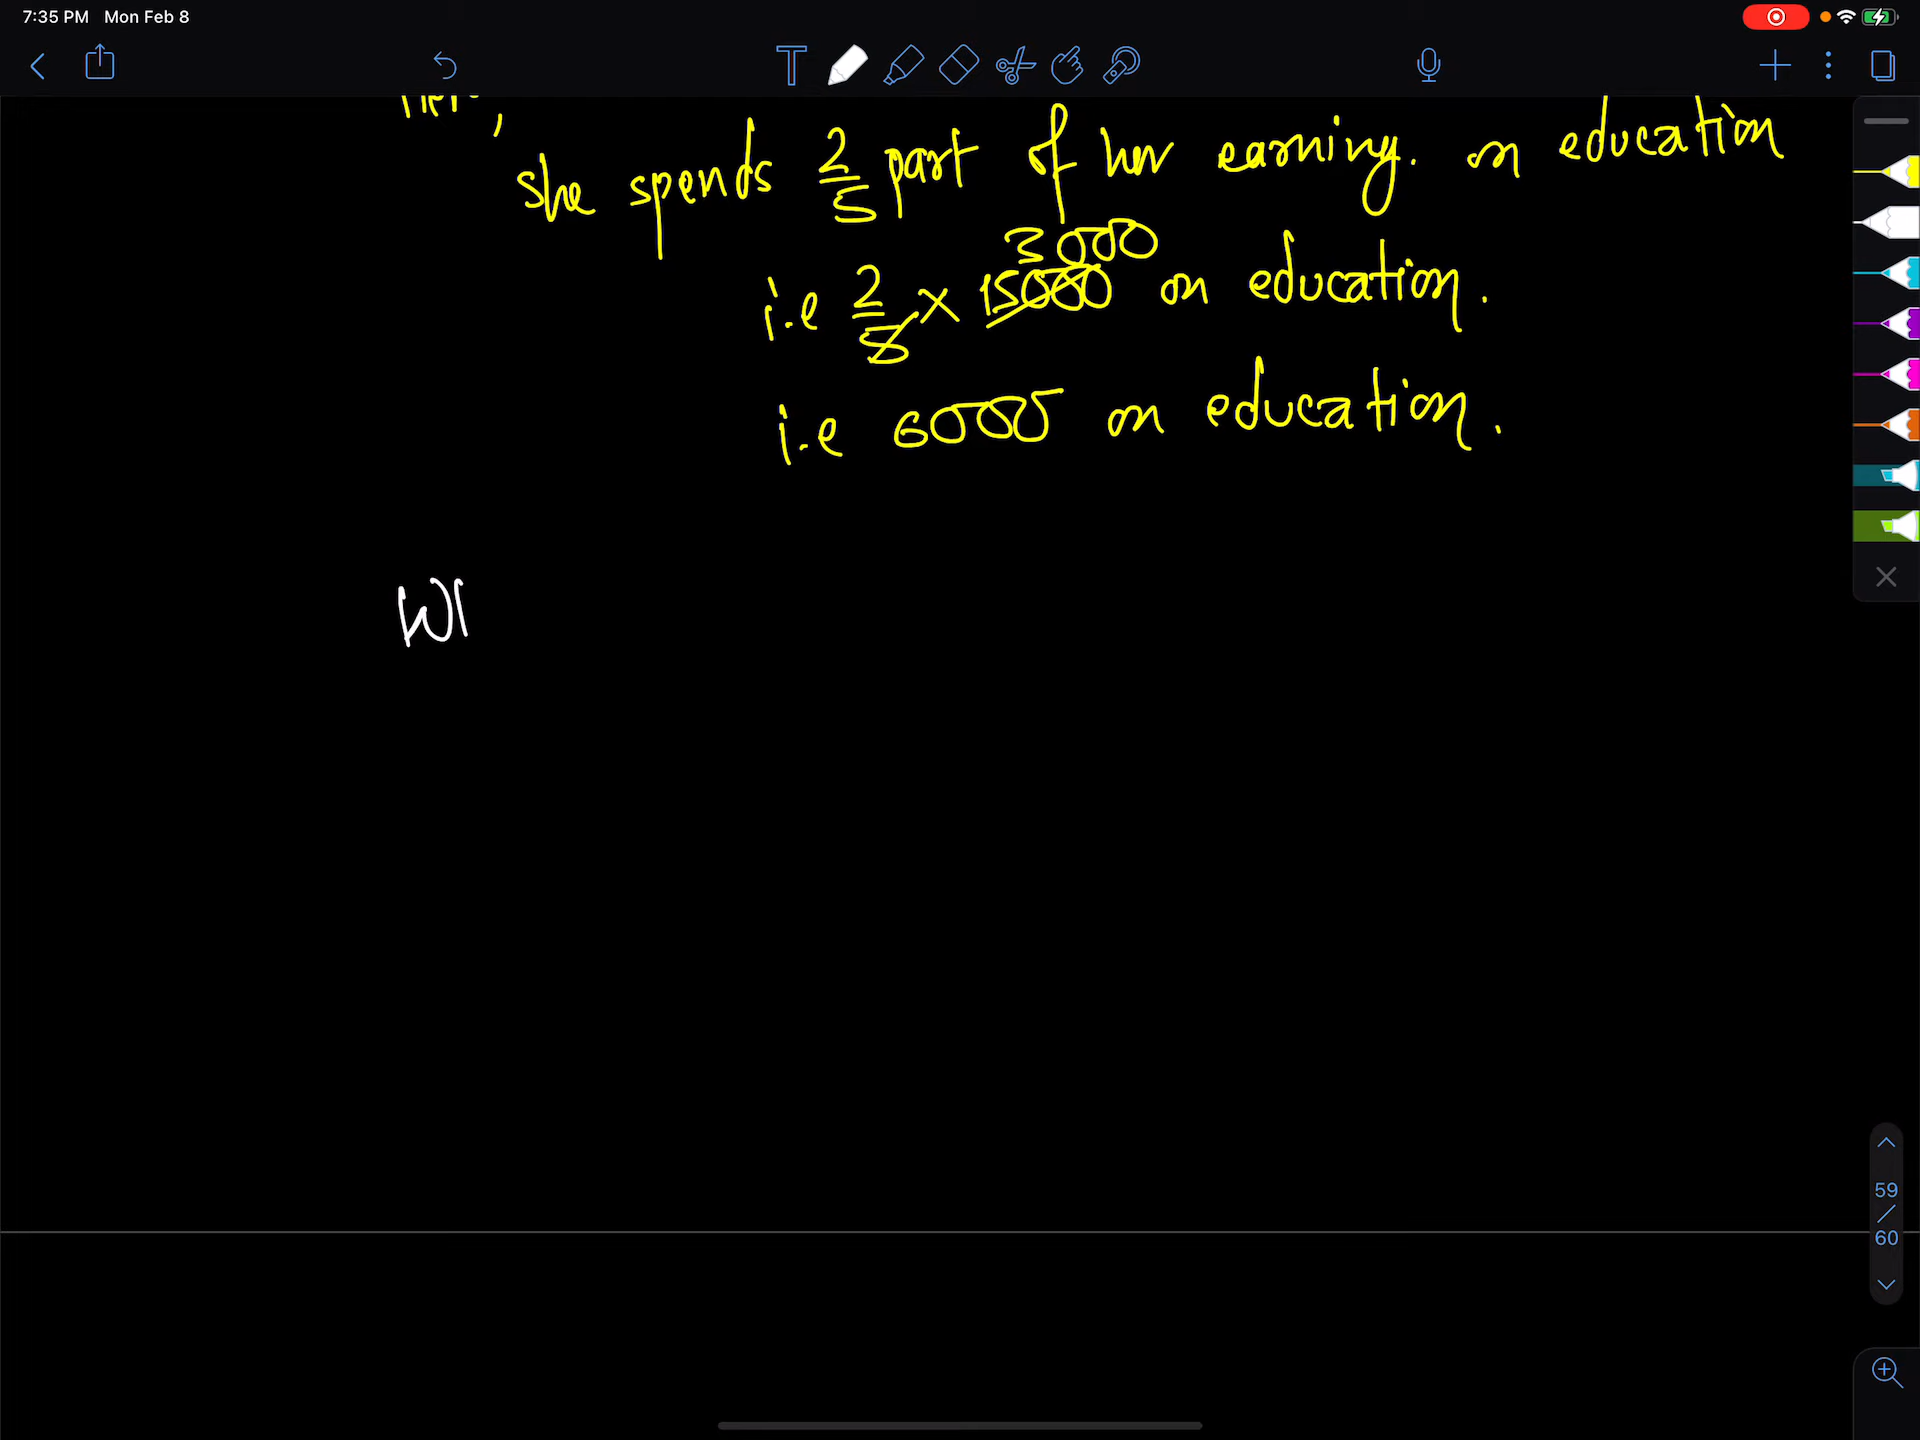 7:35 PM Mon Feb 8
she spends 2/5 part of her earning. on education
3000
i.e 2/5 × 15000 on education.
i.e 6000 on education.
59
/
60